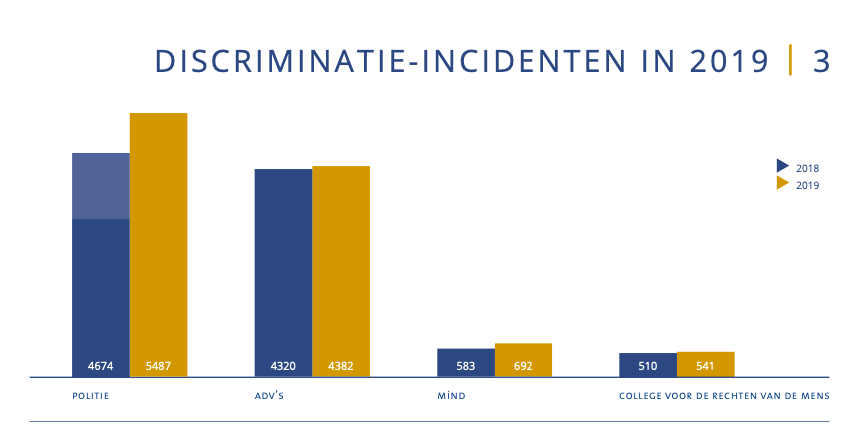 DISCRIMINATIE-INCIDENTEN IN 2019 | 3
2018
2019
4674 5487 4320 4382 583 692 510 541
POLITIE ADV'S MIND COLLEGE VOOR DE RECHTEN VAN DE MENS